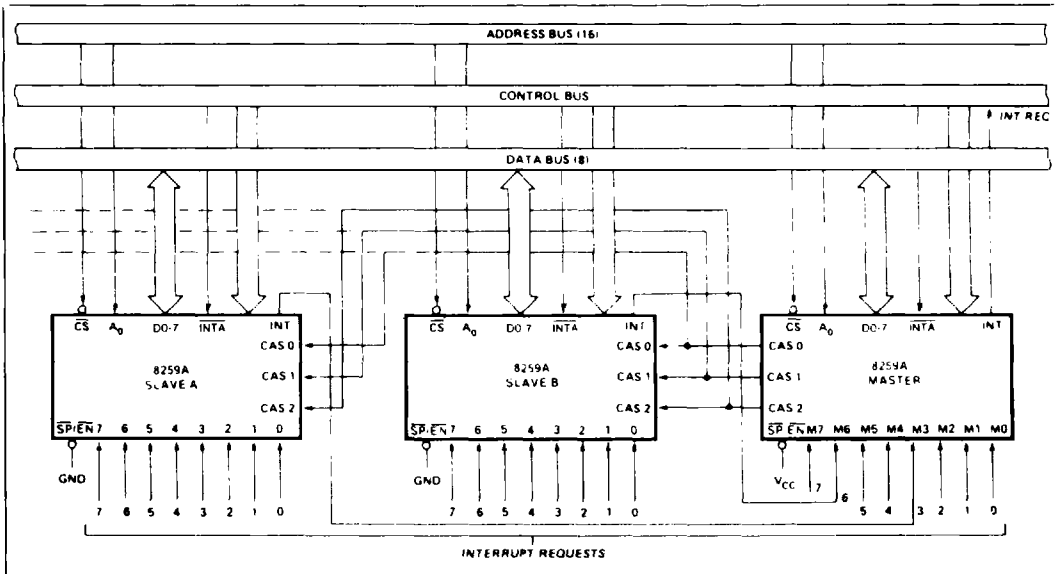 ADDRESS BUS (16)
CONTROL BUS
INT REQ
DATA BUS (8)
CS A0 D0-7 INTA INT
CAS 0
8259A
SLAVE A
CAS 1
CAS 2
SP/EN 7 6 5 4 3 2 1 0
GND
7 6 5 4 3 2 1 0
CS A0 D0-7 INTA INT
CAS 0
8259A
SLAVE B
CAS 1
CAS 2
SP/EN 7 6 5 4 3 2 1 0
GND
7 6 5 4 3 2 1 0
CS A0 D0-7 INTA INT
CAS 0
8259A
MASTER
CAS 1
CAS 2
SP EN M7 M6 M5 M4 M3 M2 M1 M0
VCC
7 6 5 4 3 2 1 0
INTERRUPT REQUESTS